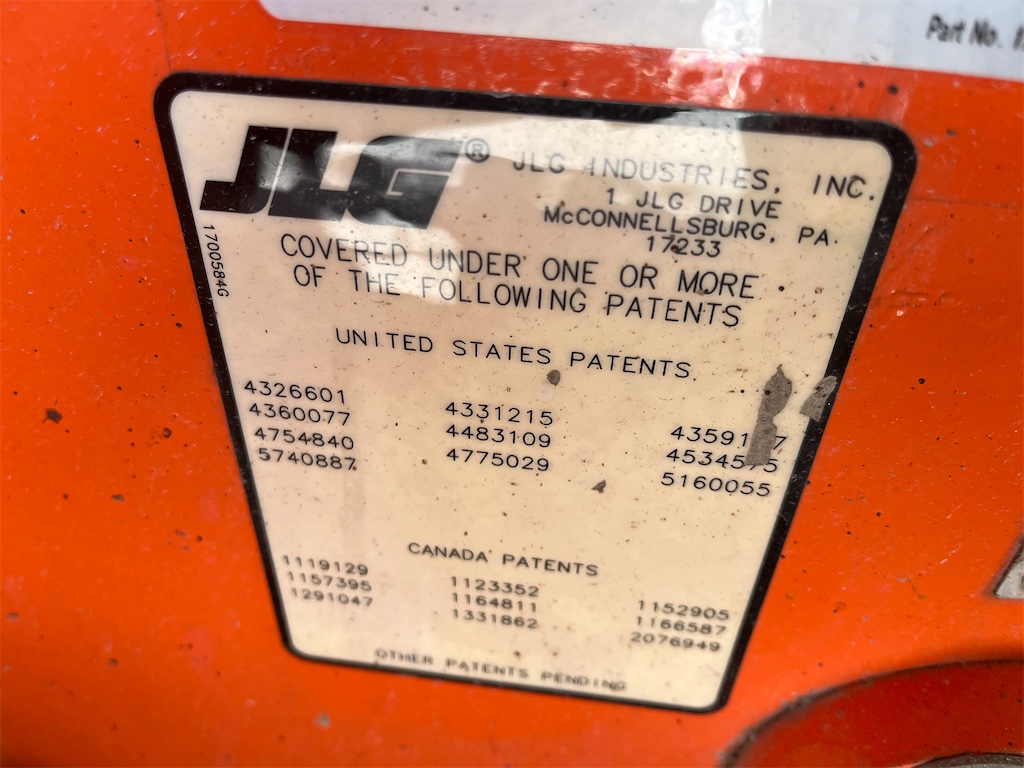 Part No.
JLG®
JLG INDUSTRIES, INC.
1 JLG DRIVE
McCONNELLSBURG, PA.
17233
1700584G
COVERED UNDER ONE OR MORE
OF THE FOLLOWING PATENTS
UNITED STATES PATENTS
4326601 4331215
4360077 4483109 4534575
4754840 4775029 5160055
5740887
CANADA PATENTS
1119129 1123352 1152905
1157395 1164811 1166587
1291047 1331862 2076949
OTHER PATENTS PENDING